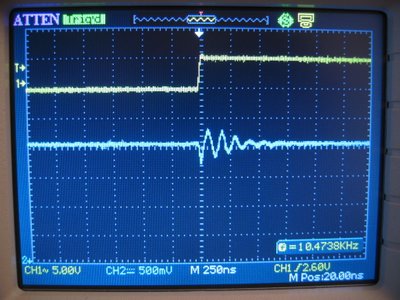 ATTEN Trig'd
T
1
2
f = 10.4738KHz
CH1~ 5.00V CH2 500mV M 250ns CH1 2.60V
M Pos:20.00ns